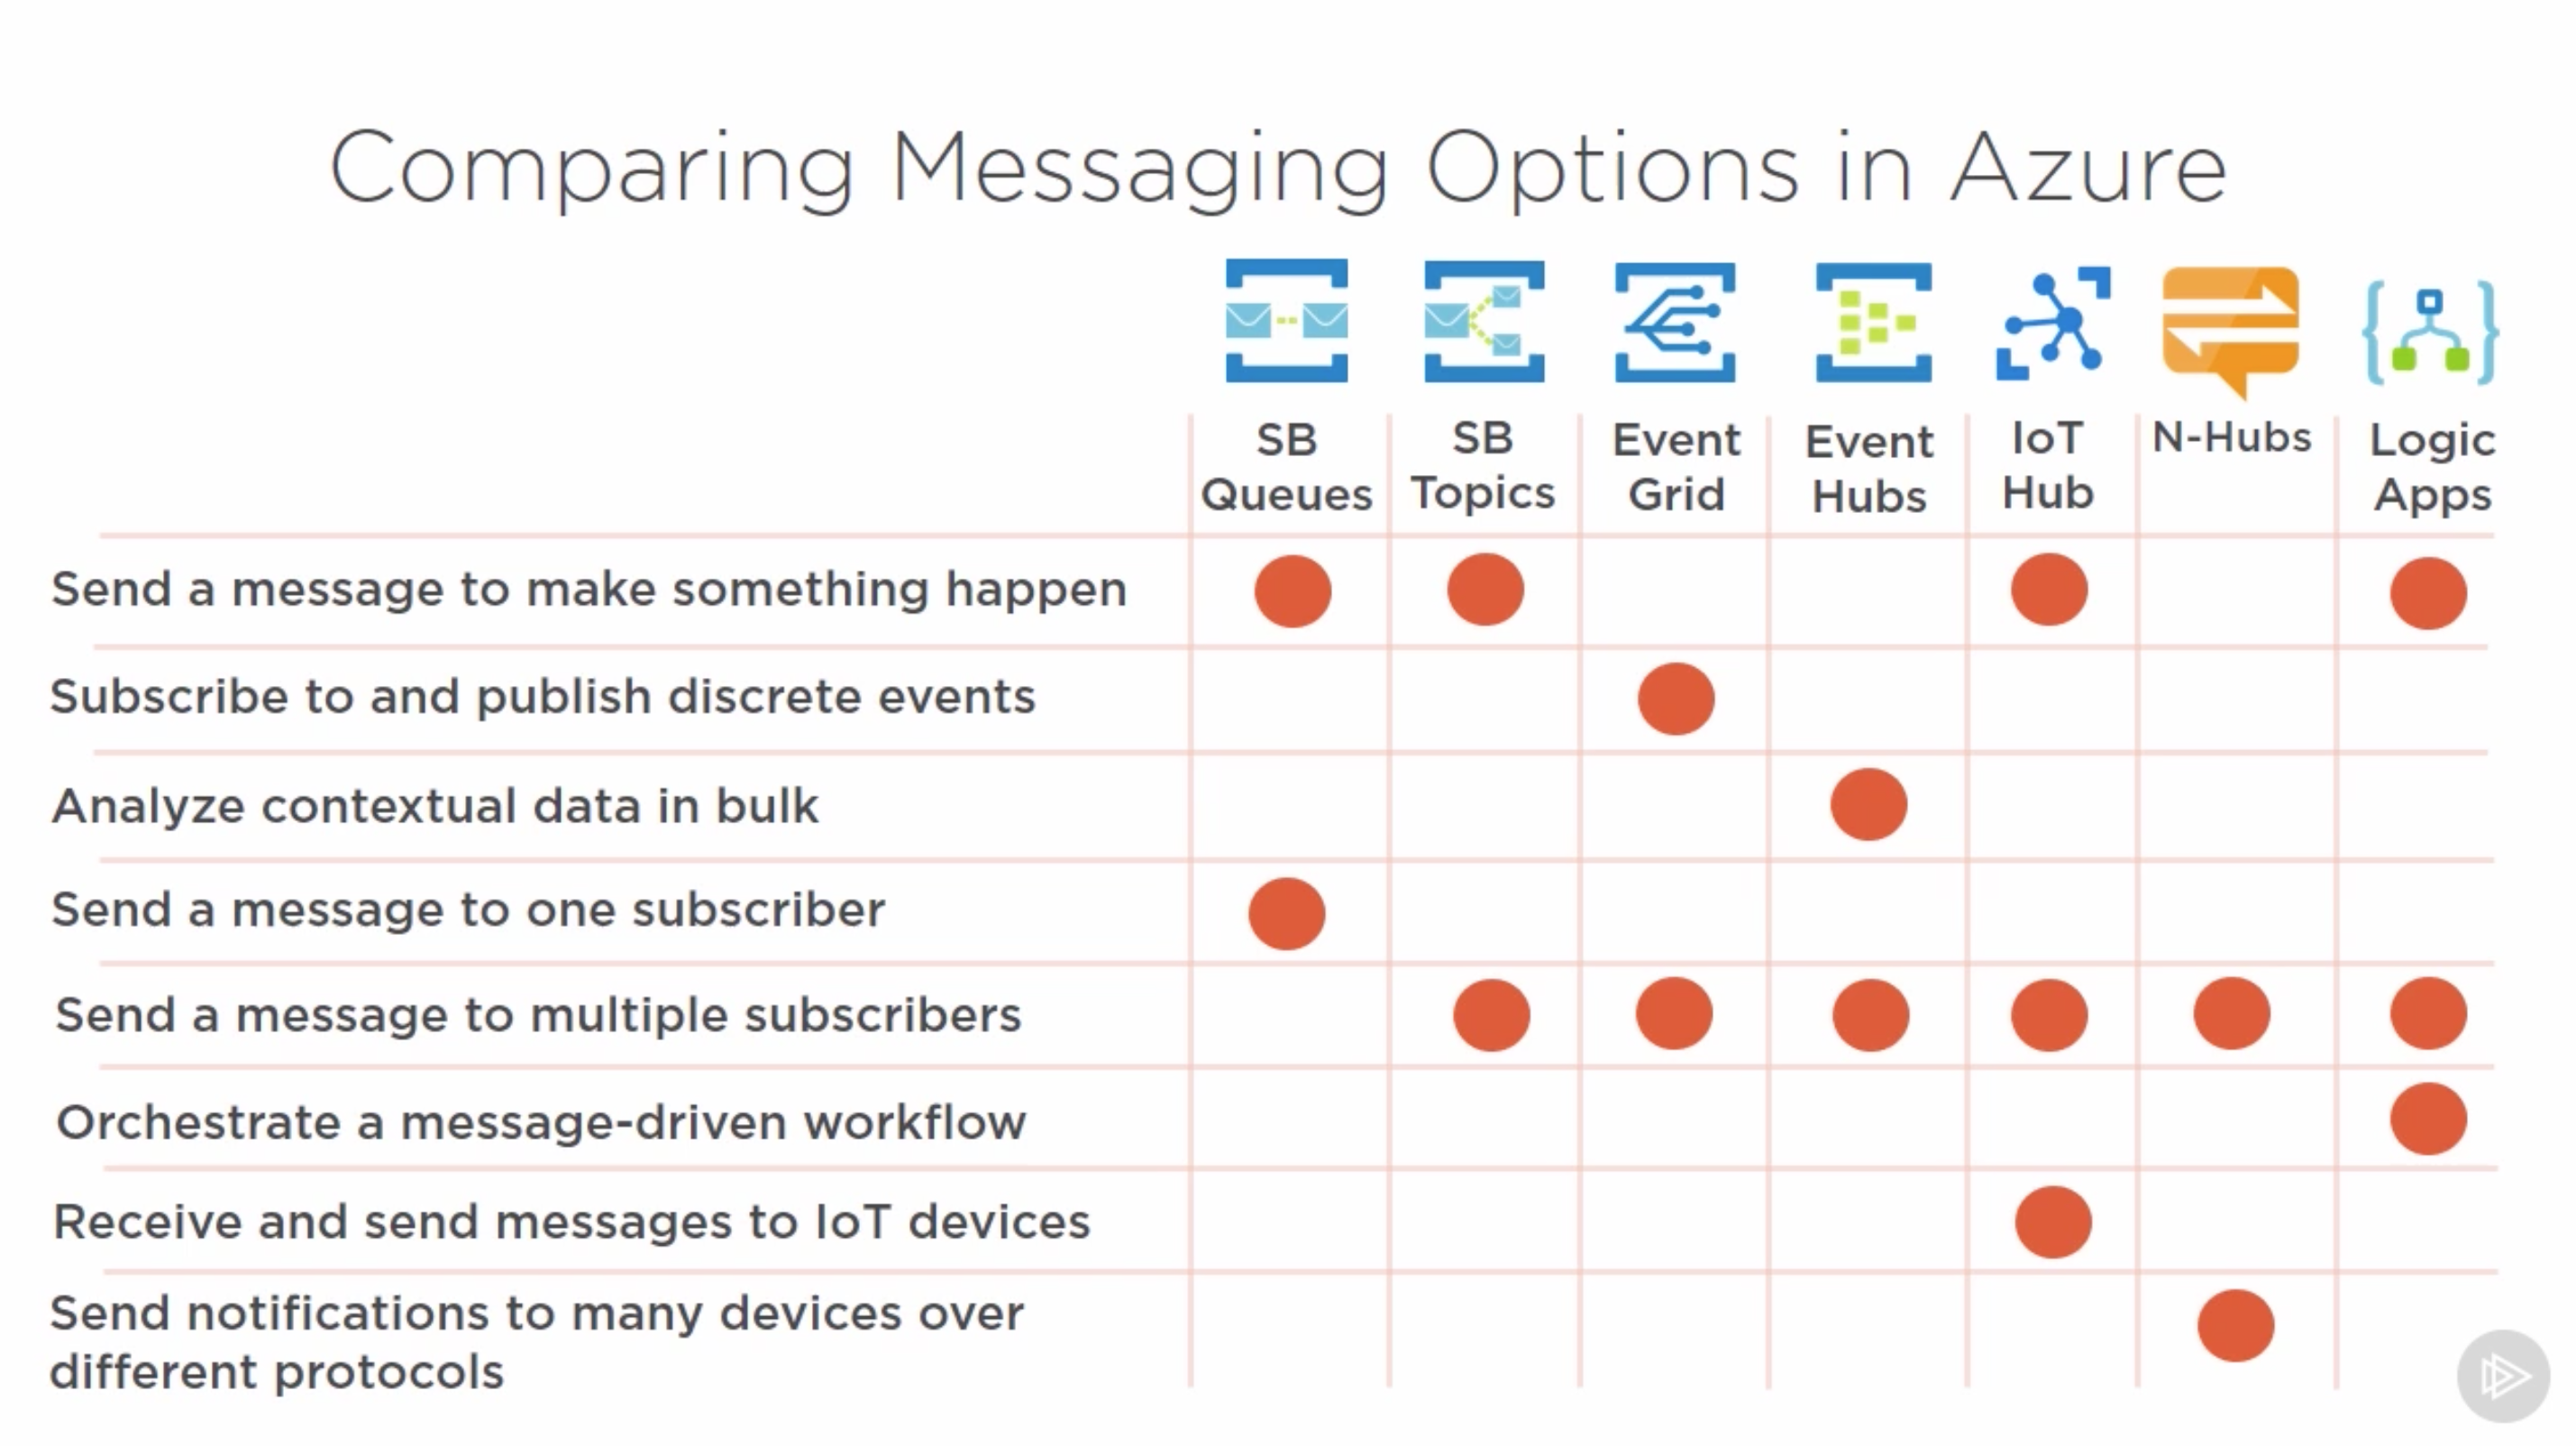 Comparing Messaging Options in Azure
SB
Queues
SB
Topics
Event
Grid
Event
Hubs
IoT
Hub
N-Hubs
Logic
Apps
Send a message to make something happen
Subscribe to and publish discrete events
Analyze contextual data in bulk
Send a message to one subscriber
Send a message to multiple subscribers
Orchestrate a message-driven workflow
Receive and send messages to IoT devices
Send notifications to many devices over
different protocols